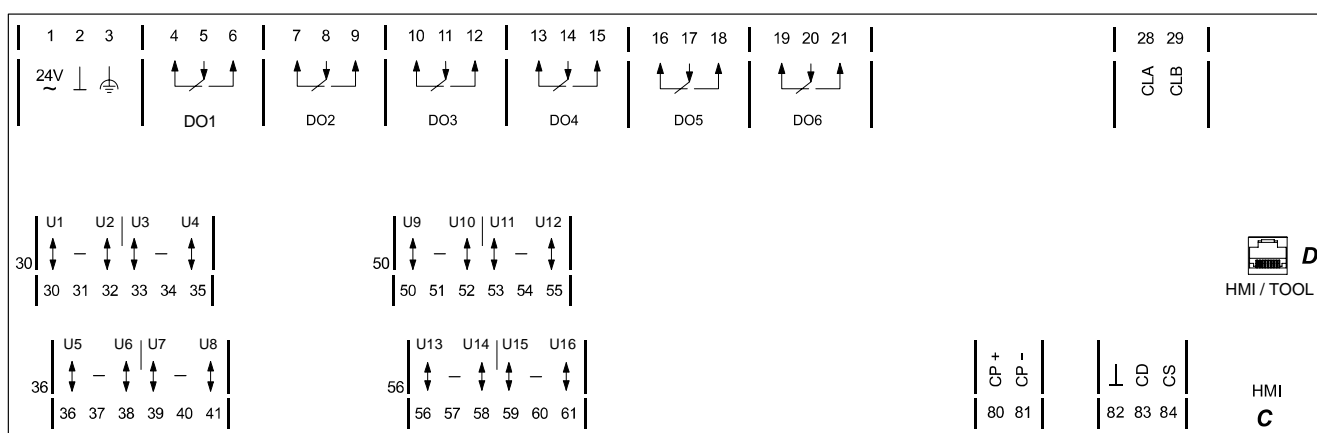 1 2 3 4 5 6 7 8 9 10 11 12 13 14 15 16 17 18 19 20 21 28 29
24V ~ CLA CLB
DO1 DO2 DO3 DO4 DO5 DO6
U1 U2 U3 U4 U9 U10 U11 U12
30 – – 50 – – D
30 31 32 33 34 35 50 51 52 53 54 55 HMI / TOOL
U5 U6 U7 U8 U13 U14 U15 U16
36 – – 56 – – CP + CP - CD CS HMI
36 37 38 39 40 41 56 57 58 59 60 61 80 81 82 83 84 C